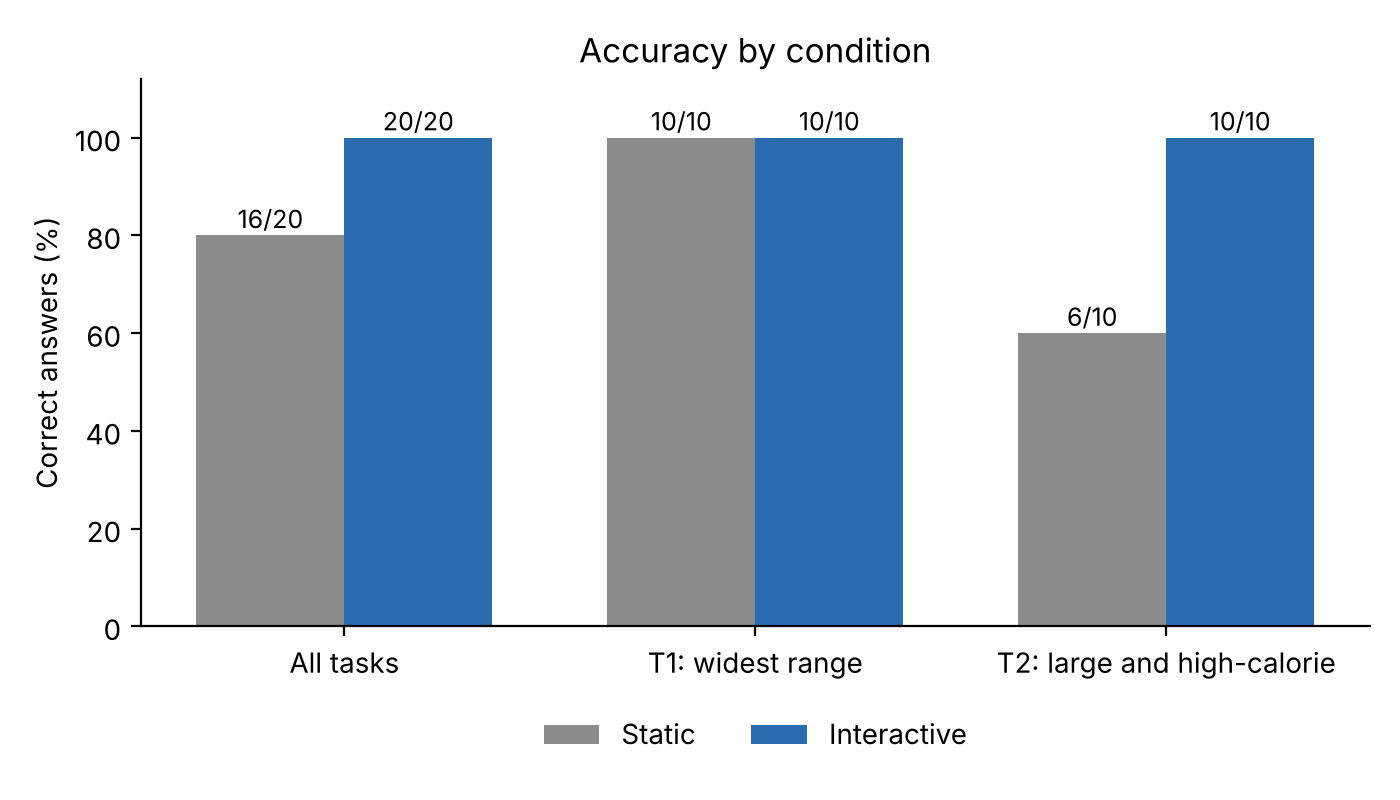 Accuracy by condition
Correct answers (%)
100
80
60
40
20
0
16/20
20/20
10/10
10/10
6/10
10/10
All tasks
T1: widest range
T2: large and high-calorie
Static
Interactive